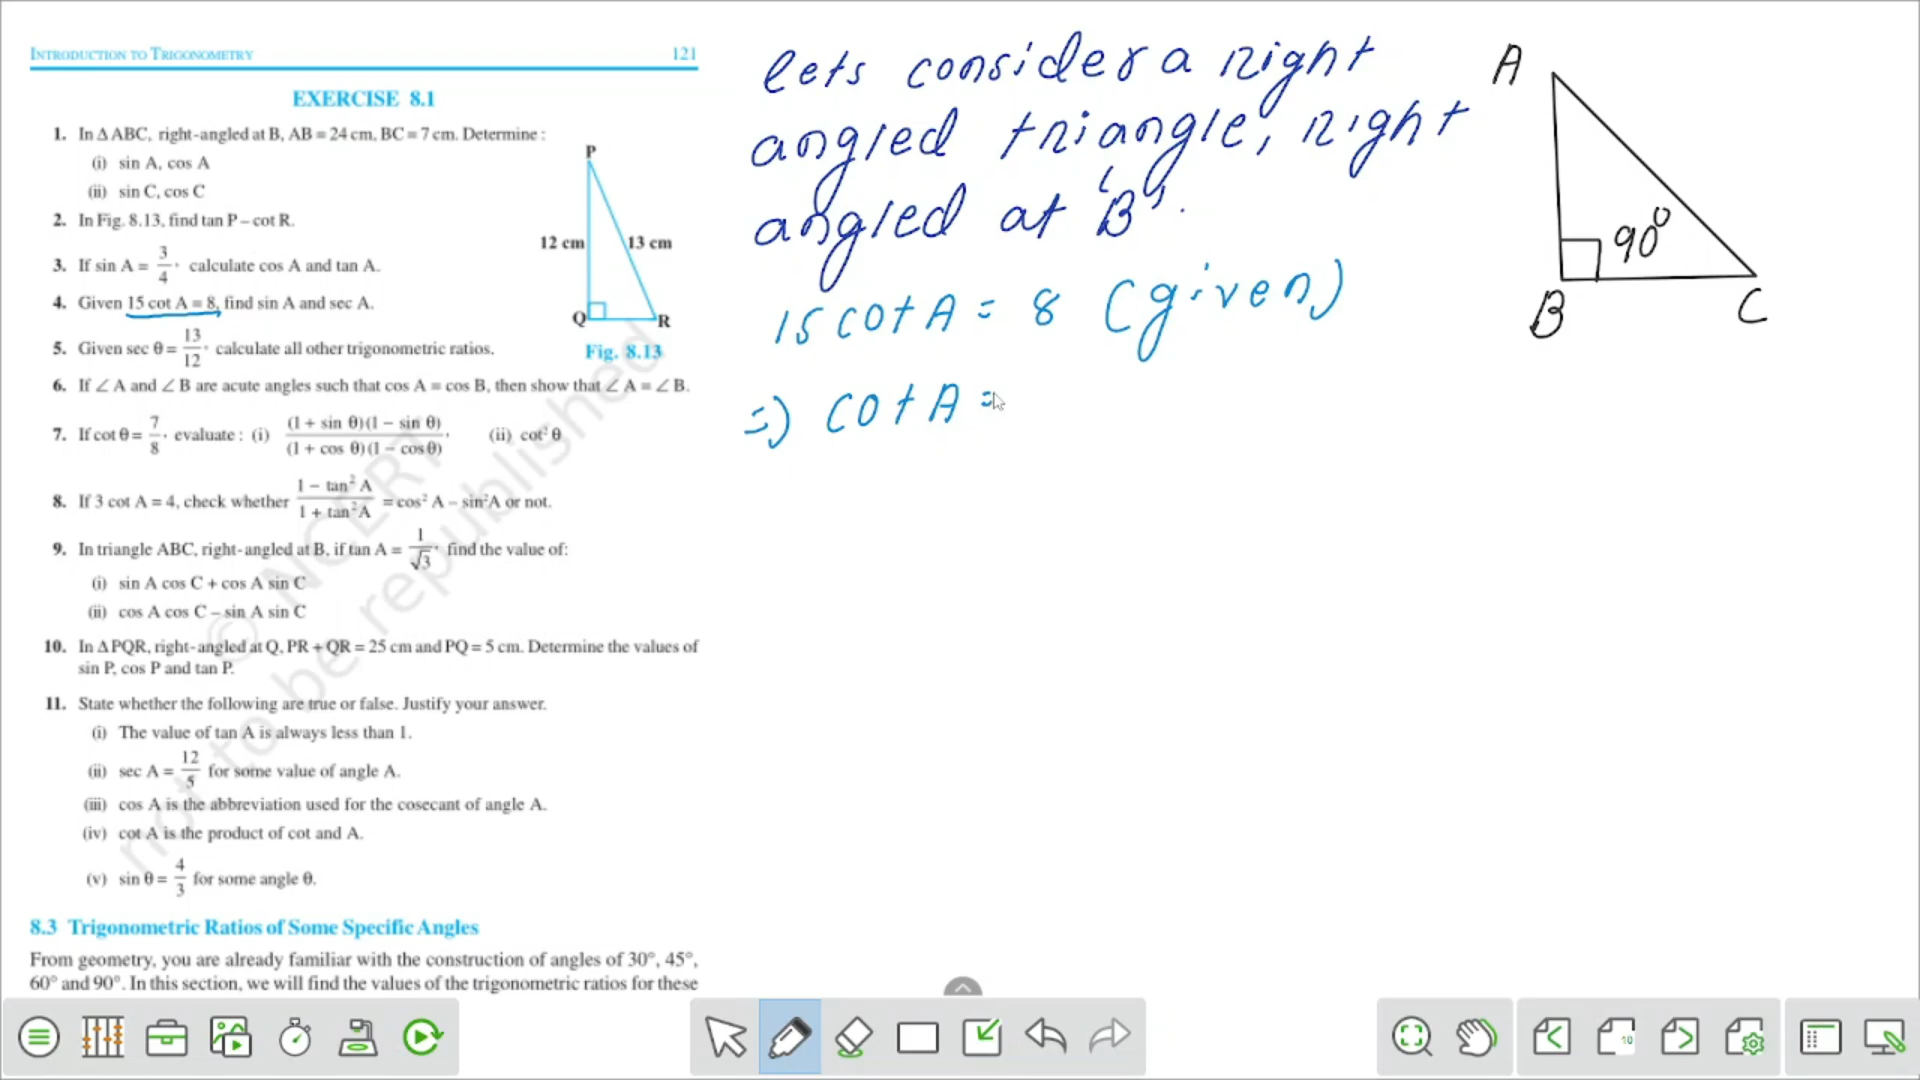 INTRODUCTION TO TRIGONOMETRY 121
EXERCISE 8.1
1. In Δ ABC, right-angled at B, AB = 24 cm, BC = 7 cm. Determine :
(i) sin A, cos A
(ii) sin C, cos C
2. In Fig. 8.13, find tan P – cot R.
3. If sin A = 3/4, calculate cos A and tan A.
4. Given 15 cot A = 8, find sin A and sec A.
5. Given sec θ = 13/12, calculate all other trigonometric ratios.
P
12 cm 13 cm
Q R
Fig. 8.13
6. If ∠ A and ∠ B are acute angles such that cos A = cos B, then show that ∠ A = ∠ B.
7. If cot θ = 7/8, evaluate : (i) (1 + sin θ)(1 – sin θ)/(1 + cos θ)(1 – cos θ), (ii) cot² θ
8. If 3 cot A = 4, check whether (1 – tan² A)/(1 + tan² A) = cos² A – sin²A or not.
9. In triangle ABC, right-angled at B, if tan A = 1/√3, find the value of:
(i) sin A cos C + cos A sin C
(ii) cos A cos C – sin A sin C
10. In Δ PQR, right-angled at Q, PR + QR = 25 cm and PQ = 5 cm. Determine the values of
sin P, cos P and tan P.
11. State whether the following are true or false. Justify your answer.
(i) The value of tan A is always less than 1.
(ii) sec A = 12/5 for some value of angle A.
(iii) cos A is the abbreviation used for the cosecant of angle A.
(iv) cot A is the product of cot and A.
(v) sin θ = 4/3 for some angle θ.
8.3 Trigonometric Ratios of Some Specific Angles
From geometry, you are already familiar with the construction of angles of 30°, 45°,
60° and 90°. In this section, we will find the values of the trigonometric ratios for these
© NCERT
not to be republished
lets consider a right
angled triangle, right
angled at 'B'.
15 cot A = 8 (given)
=> cot A =
A
90°
B C
10